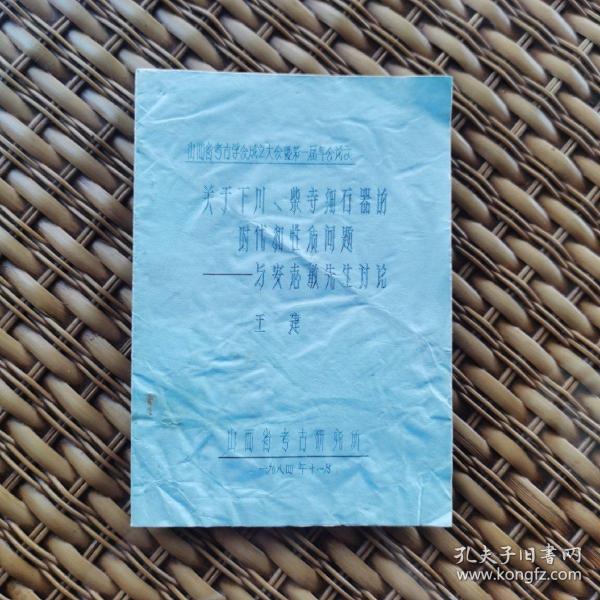 山西省考古学会成立大会暨第一届年会论文
关于下川、柴寺细石器的
时代和性质问题
——与安志敏先生讨论
王建
山西省考古研究所
一九八四年十一月
孔夫子旧书网
www.kongfz.com